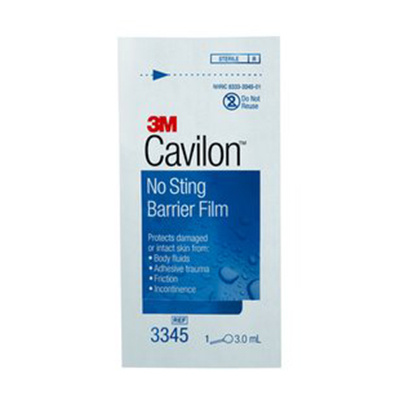 STERILE R
NHRIC 8333-3345-01
2
Do Not
Reuse
3M
Cavilon™
No Sting
Barrier Film
Protects damaged
or intact skin from:
• Body fluids
• Adhesive trauma
• Friction
• Incontinence
REF
3345
1 3.0 mL